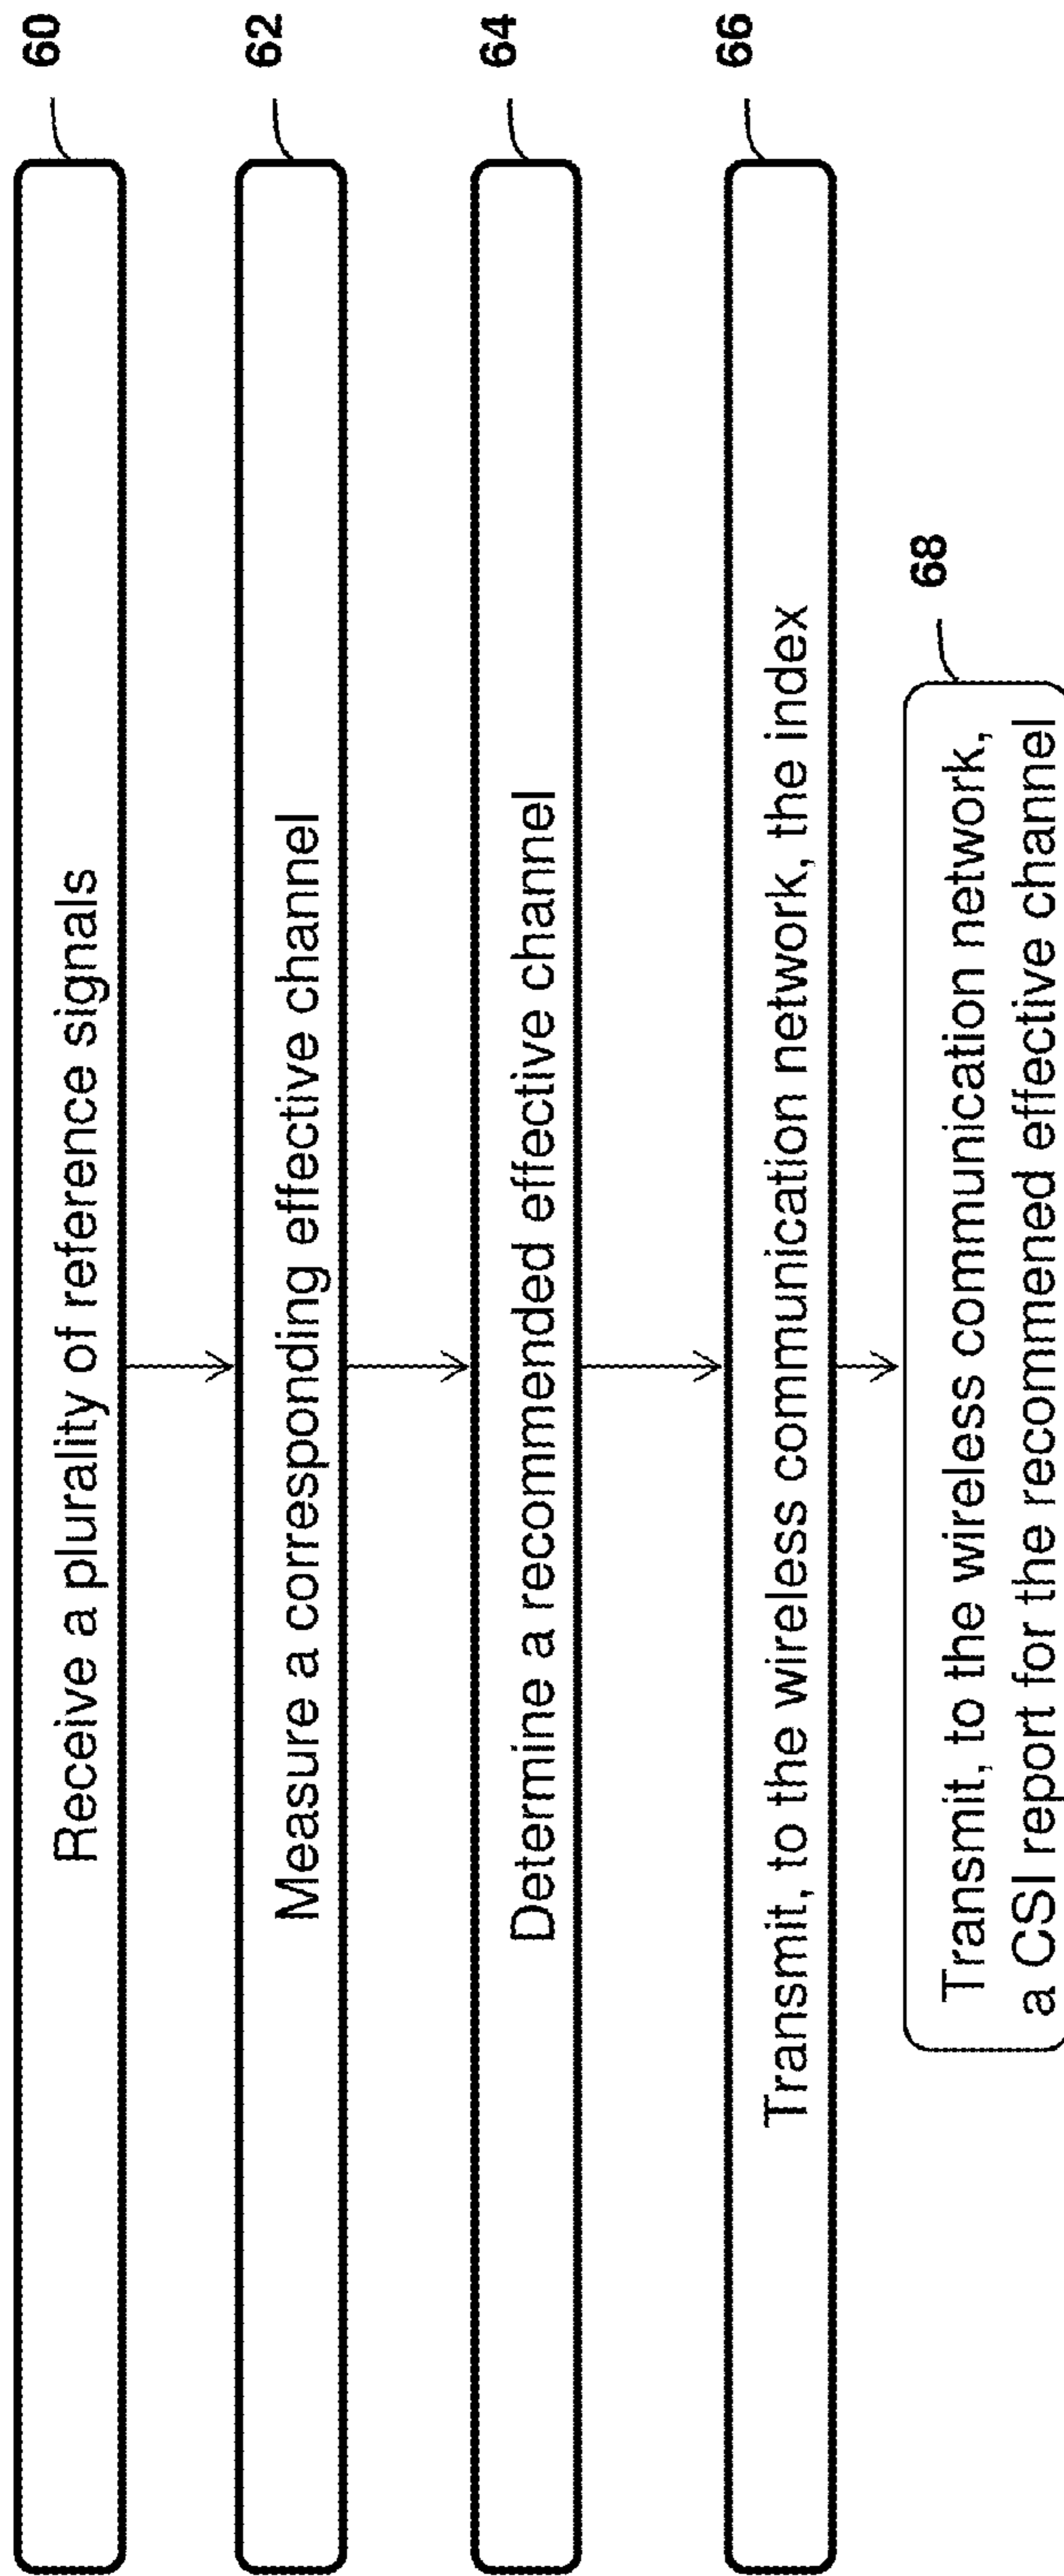 60
Receive a plurality of reference signals
62
Measure a corresponding effective channel
64
Determine a recommended effective channel
66
Transmit, to the wireless communication network, the index
68
Transmit, to the wireless communication network,
a CSI report for the recommened effective channel